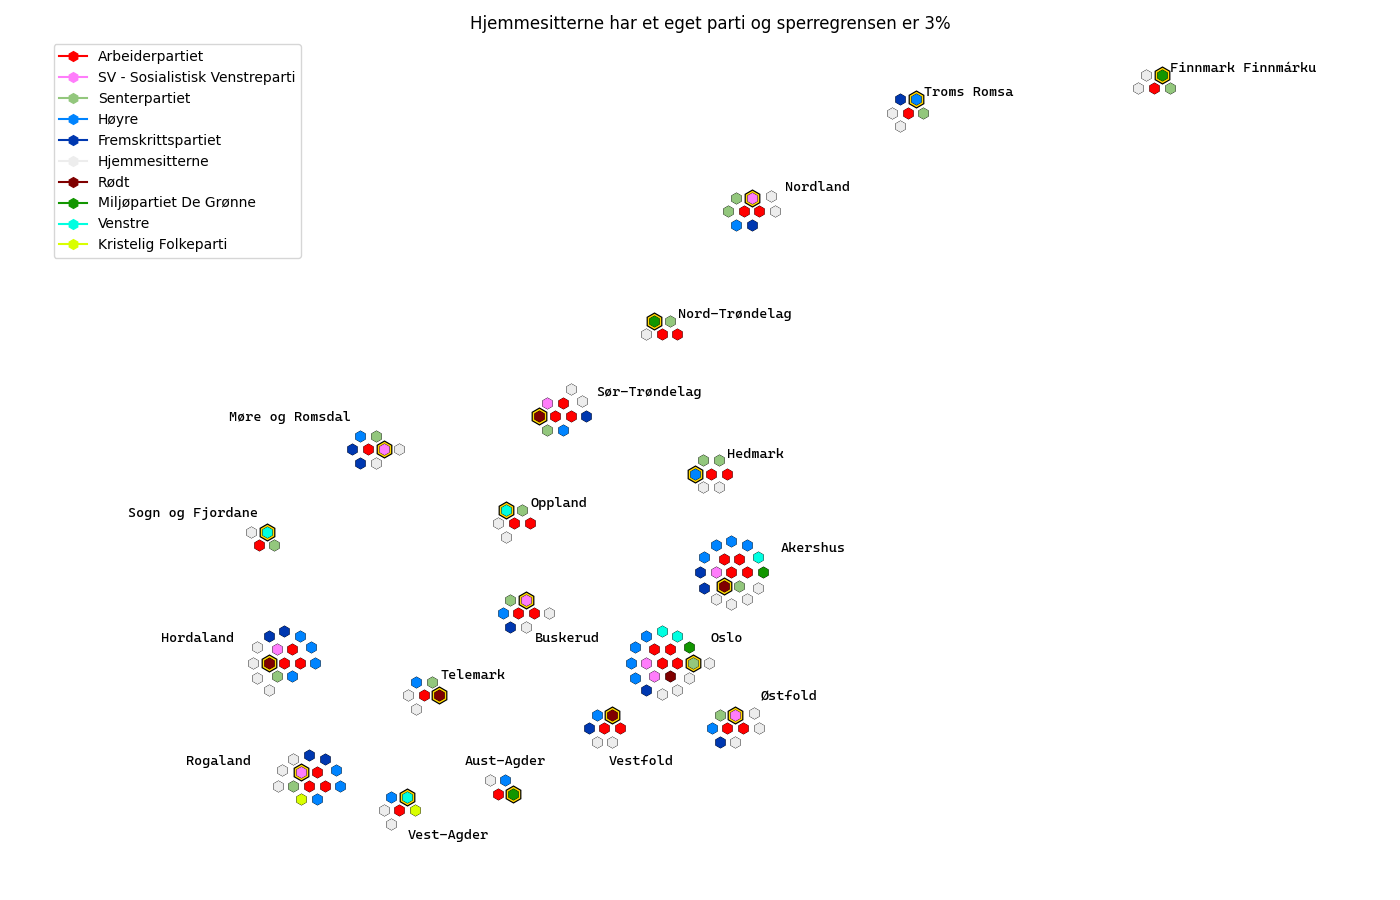 Hjemmesitterne har et eget parti og sperregrensen er 3%
Arbeiderpartiet
SV - Sosialistisk Venstreparti
Senterpartiet
Høyre
Fremskrittspartiet
Hjemmesitterne
Rødt
Miljøpartiet De Grønne
Venstre
Kristelig Folkeparti
Finnmark Finnmárku
Troms Romsa
Nordland
Nord-Trøndelag
Sør-Trøndelag
Møre og Romsdal
Hedmark
Oppland
Sogn og Fjordane
Akershus
Hordaland
Buskerud
Oslo
Telemark
Østfold
Rogaland
Aust-Agder
Vestfold
Vest-Agder